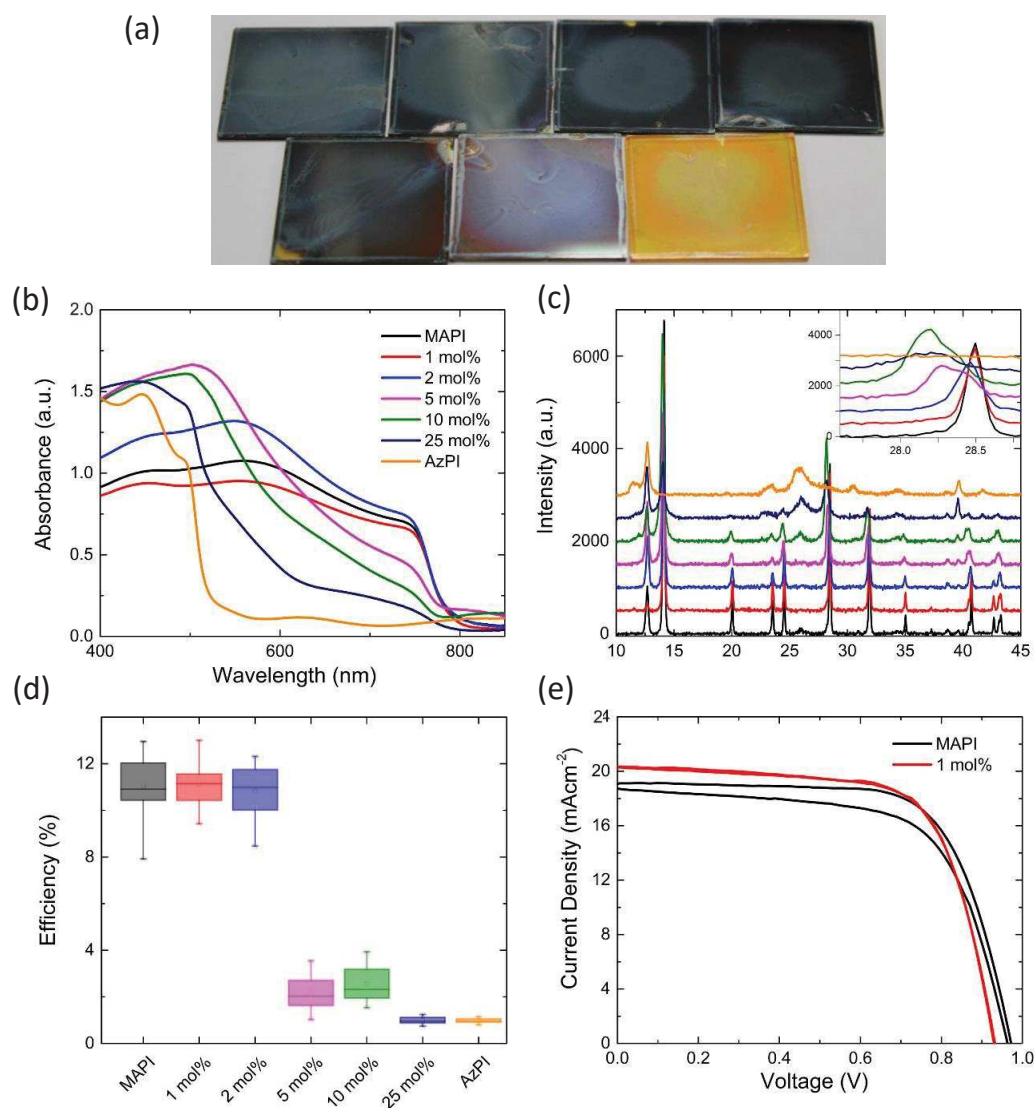 (a)
(b)
2.0
1.5
1.0
0.5
0.0
Absorbance (a.u.)
MAPI
1 mol%
2 mol%
5 mol%
10 mol%
25 mol%
AzPI
400 500 600 700 800
Wavelength (nm)
(c)
6000
4000
2000
0
Intensity (a.u.)
4000
2000
0
28.0 28.5
10 15 20 25 30 35 40 45
(d)
12
8
4
0
Efficiency (%)
MAPI
1 mol%
2 mol%
5 mol%
10 mol%
25 mol%
AzPI
(e)
24
20
16
12
8
4
0
Current Density (mAcm⁻²)
MAPI
1 mol%
0.0 0.2 0.4 0.6 0.8 1.0
Voltage (V)